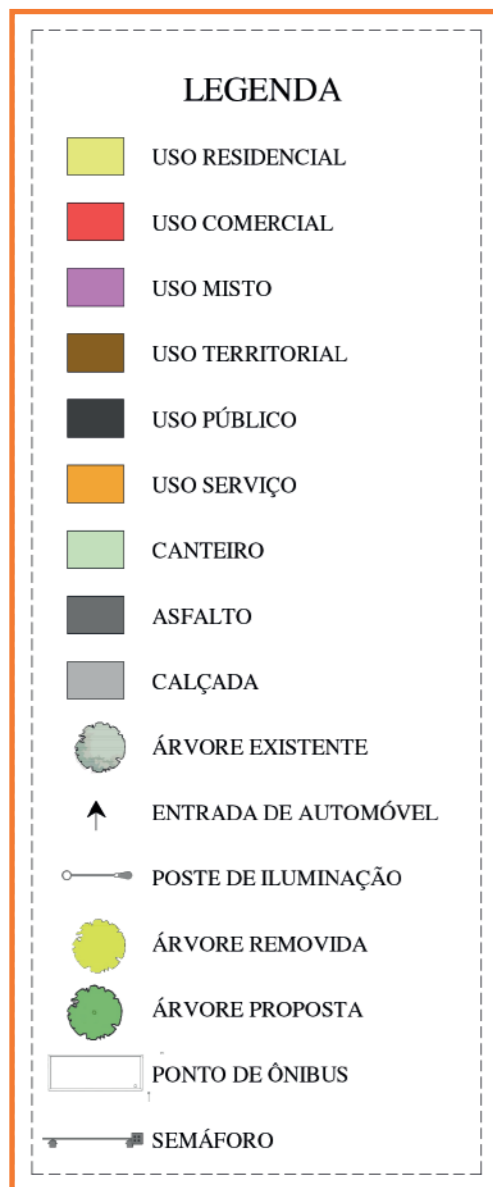 LEGENDA
USO RESIDENCIAL
USO COMERCIAL
USO MISTO
USO TERRITORIAL
USO PÚBLICO
USO SERVIÇO
CANTEIRO
ASFALTO
CALÇADA
ÁRVORE EXISTENTE
ENTRADA DE AUTOMÓVEL
POSTE DE ILUMINAÇÃO
ÁRVORE REMOVIDA
ÁRVORE PROPOSTA
PONTO DE ÔNIBUS
SEMÁFORO